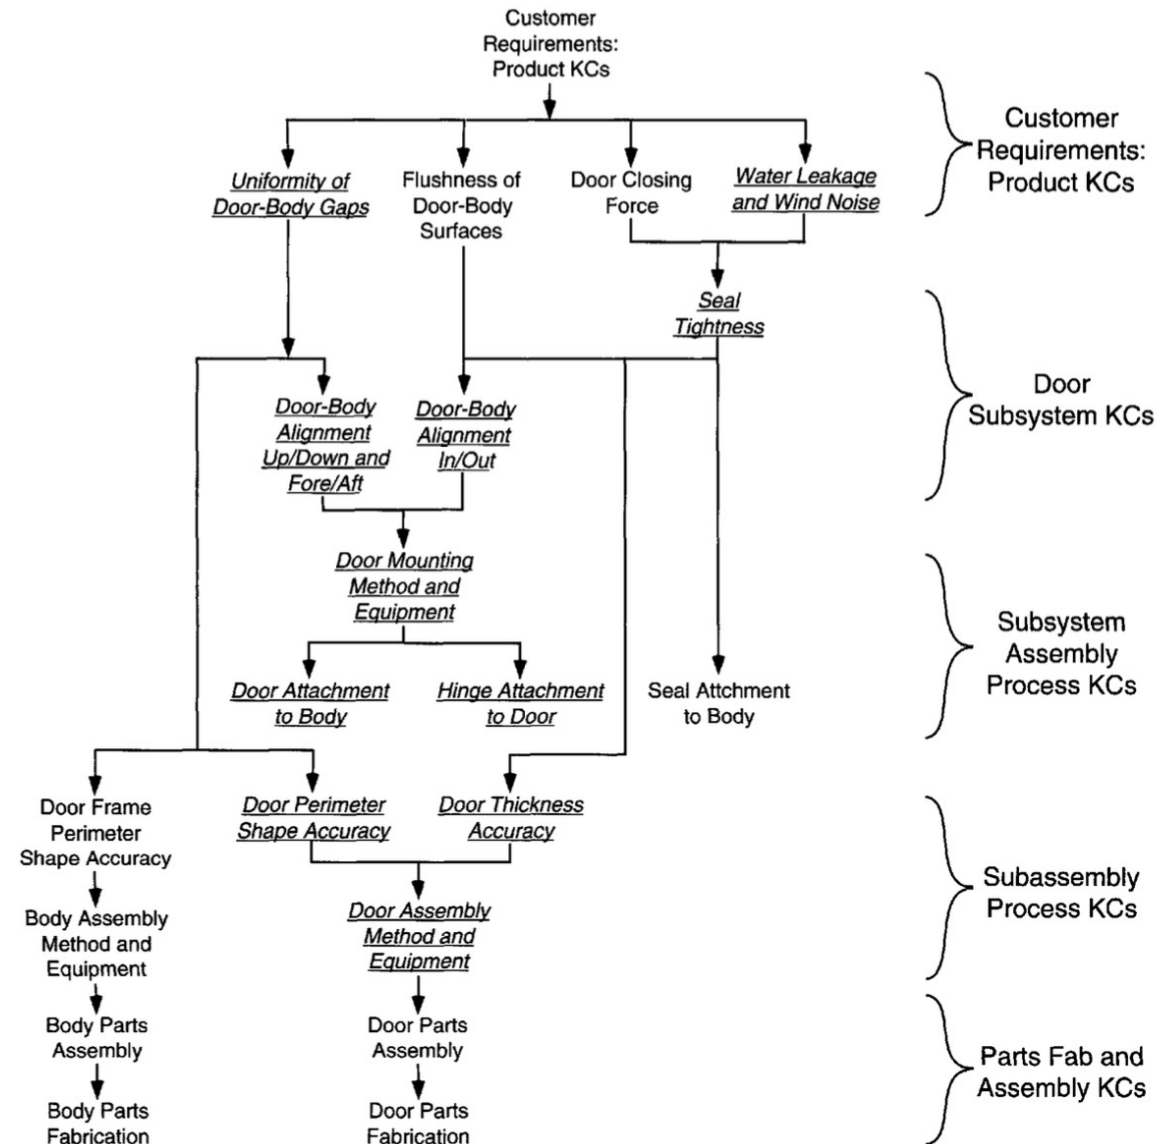 Customer
Requirements:
Product KCs
Customer
Requirements:
Product KCs
Uniformity of
Door-Body Gaps
Flushness of
Door-Body
Surfaces
Door Closing
Force
Water Leakage
and Wind Noise
Seal
Tightness
Door
Subsystem KCs
Door-Body
Alignment
Up/Down and
Fore/Aft
Door-Body
Alignment
In/Out
Door Mounting
Method and
Equipment
Subsystem
Assembly
Process KCs
Door Attachment
to Body
Hinge Attachment
to Door
Seal Attchment
to Body
Door Frame
Perimeter
Shape Accuracy
Door Perimeter
Shape Accuracy
Door Thickness
Accuracy
Subassembly
Process KCs
Body Assembly
Method and
Equipment
Door Assembly
Method and
Equipment
Body Parts
Assembly
Door Parts
Assembly
Parts Fab and
Assembly KCs
Body Parts
Fabrication
Door Parts
Fabrication